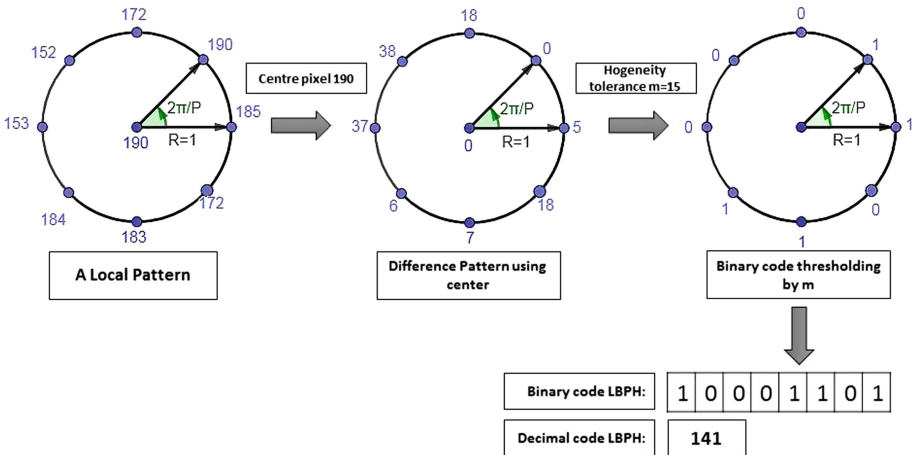 172
190
152
153
185
2π/P
190
R=1
172
184
183
A Local Pattern
Centre pixel 190
18
0
38
37
2π/P
5
0
R=1
6
18
7
Difference Pattern using
center
Hogeneity
tolerance m=15
0
1
0
0
2π/P
1
R=1
1
0
1
Binary code thresholding
by m
Binary code LBPH: 1 0 0 0 1 1 0 1
Decimal code LBPH: 141